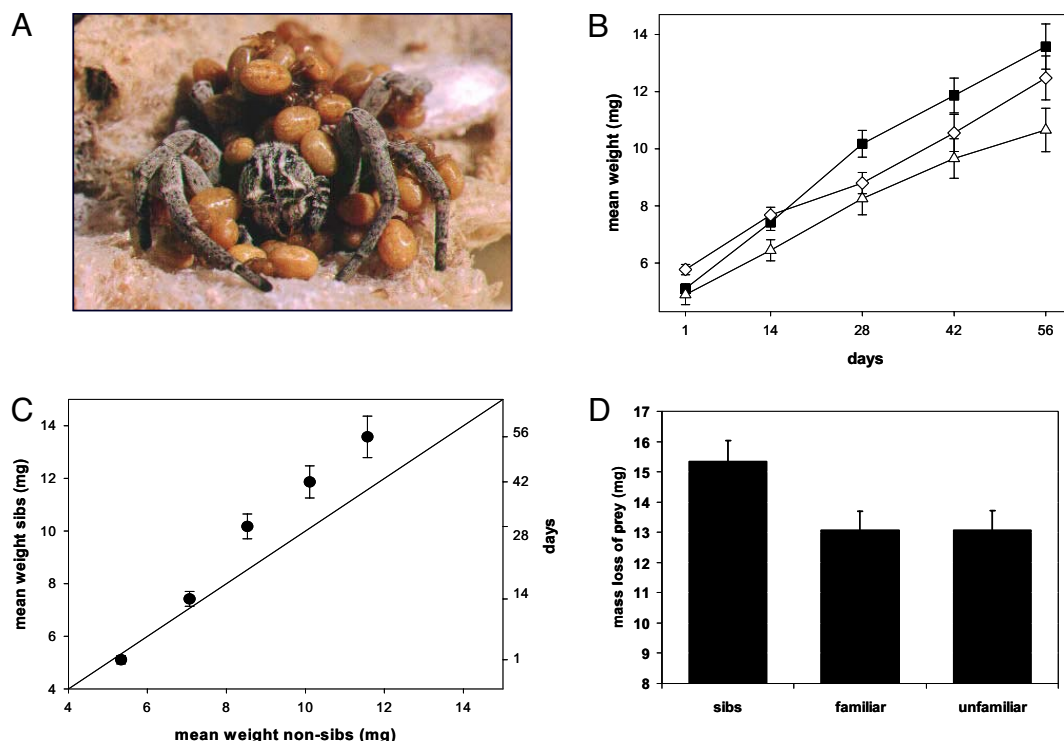 A
B
mean weight (mg)
14
12
10
8
6
1 14 28 42 56
days
C
mean weight sibs (mg)
14
12
10
8
6
4
56
42
28
14
1
days
4 6 8 10 12 14
mean weight non-sibs (mg)
D
mass loss of prey (mg)
17
16
15
14
13
12
11
10
9
8
sibs familiar unfamiliar